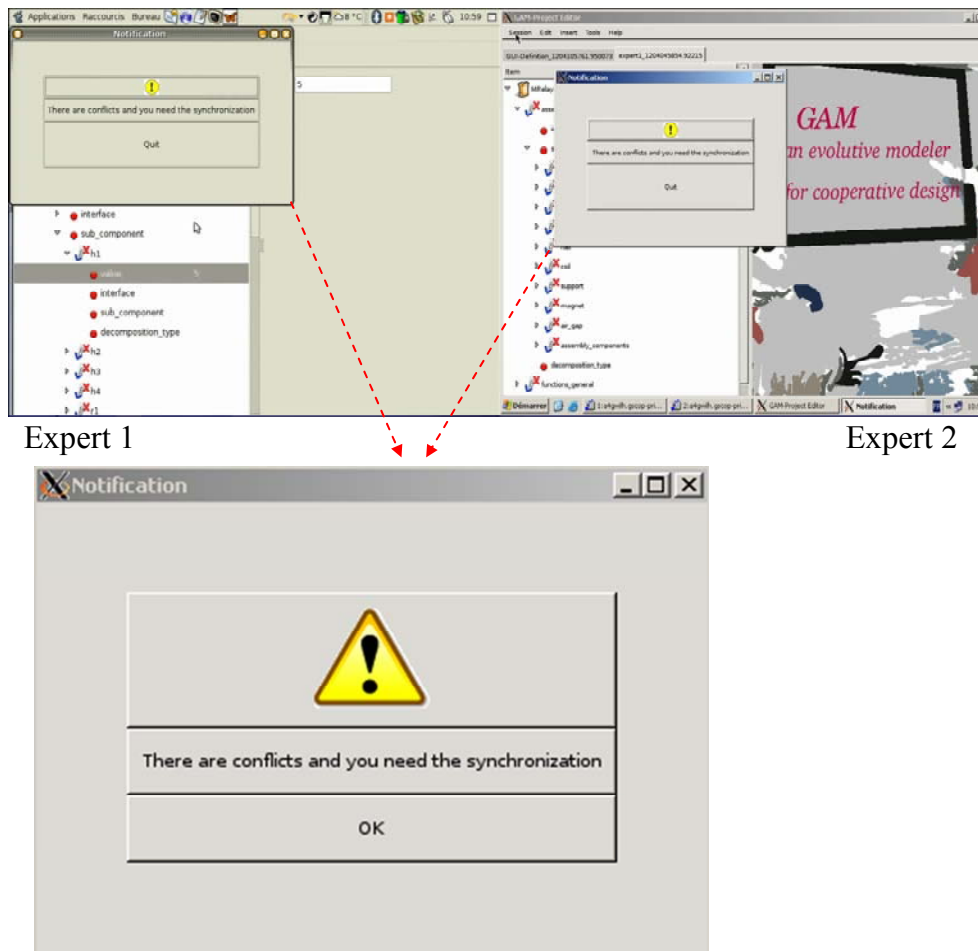 Applications Raccourcis Bureau
8 °C
10:59
Notification
There are conflicts and you need the synchronization
Quit
5
interface
sub_component
h1
value 5
interface
sub_component
decomposition_type
h2
h3
h4
r1
GAM-Project Editor
Session Edit Insert Tools Help
Item
Notification
There are conflicts and you need the synchronization
Quit
coil
support
magnet
air_gap
assembly_components
decomposition_type
functions_general
GAM
an evolutive modeler
for cooperative design
Démarrer
GAM-Project Editor
Notification
Expert 1
Expert 2
Notification
There are conflicts and you need the synchronization
OK